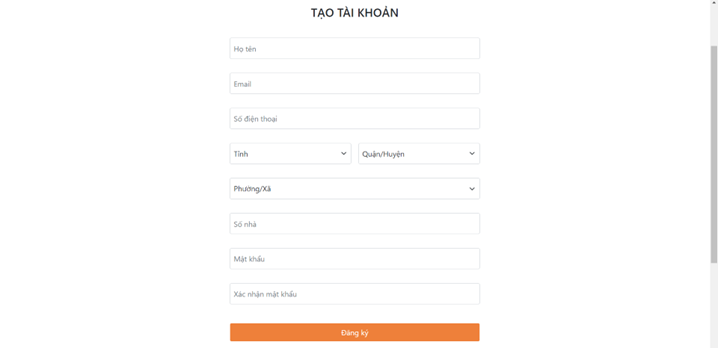 TẠO TÀI KHOẢN
Họ tên
Email
Số điện thoại
Tỉnh Quận/Huyện
Phường/Xã
Số nhà
Mật khẩu
Xác nhận mật khẩu
Đăng ký